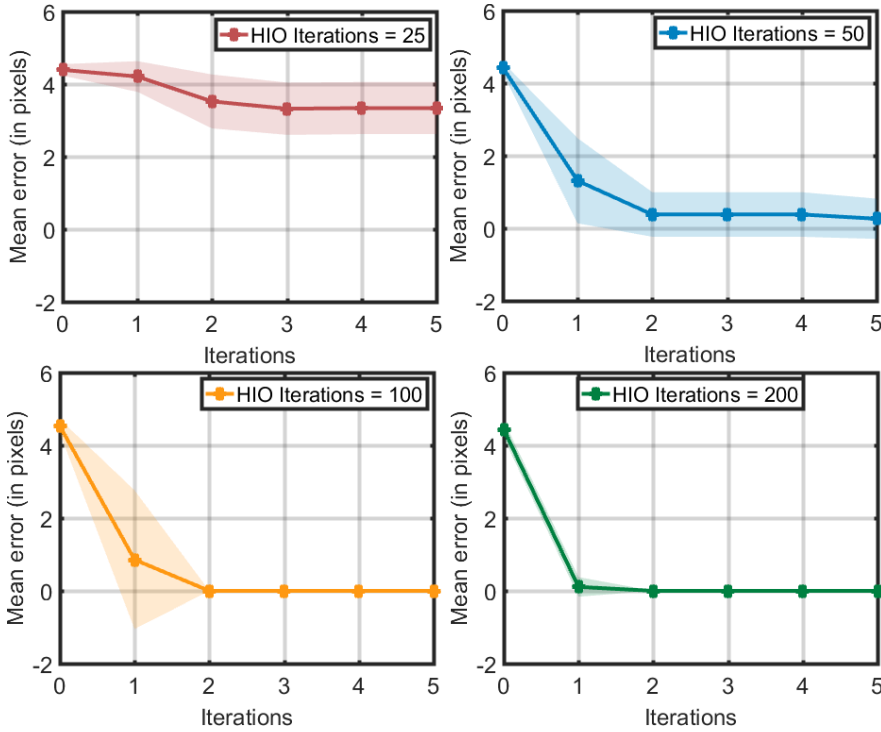 HIO Iterations = 25
6
4
2
0
-2
Mean error (in pixels)
0 1 2 3 4 5
Iterations
HIO Iterations = 50
6
4
2
0
-2
Mean error (in pixels)
0 1 2 3 4 5
Iterations
HIO Iterations = 100
6
4
2
0
-2
Mean error (in pixels)
0 1 2 3 4 5
Iterations
HIO Iterations = 200
6
4
2
0
-2
Mean error (in pixels)
0 1 2 3 4 5
Iterations